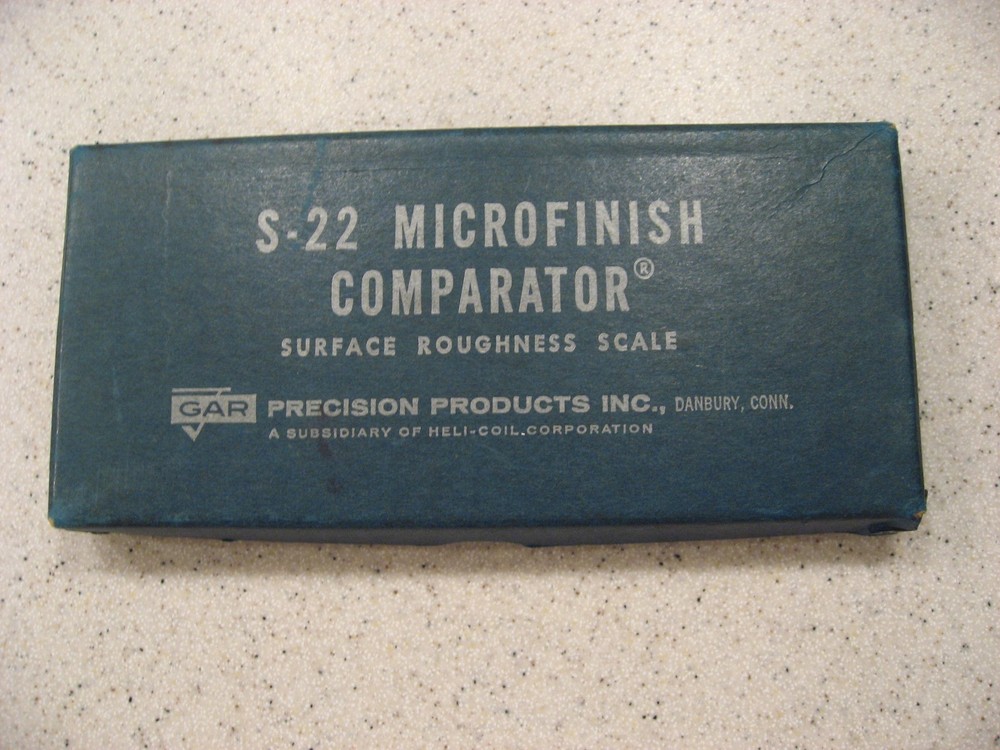 S-22 MICROFINISH
COMPARATOR®
SURFACE ROUGHNESS SCALE
GAR PRECISION PRODUCTS INC., DANBURY, CONN.
A SUBSIDIARY OF HELI-COIL CORPORATION